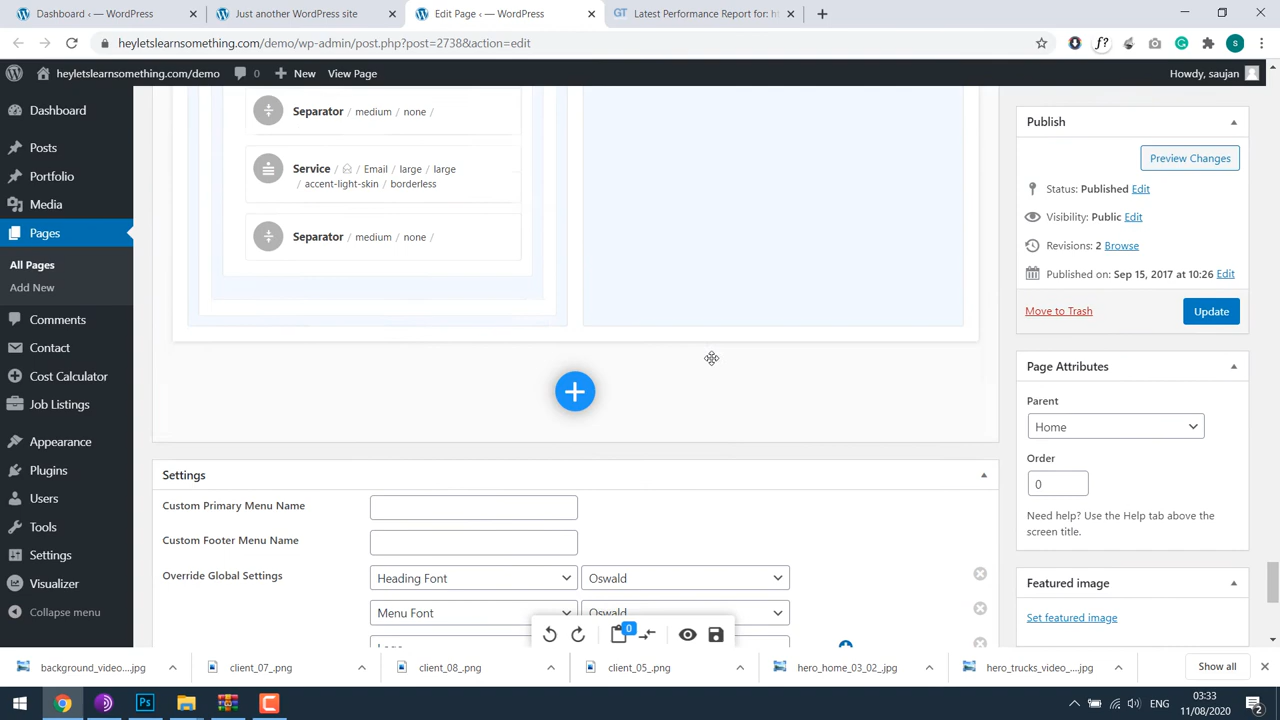 Dashboard — WordPress
Just another WordPress site
Edit Page ‹ — WordPress
GT
Latest Performance Report for: h
heyletslearnsomething.com/demo/wp-admin/post.php?post=2738&action=edit
f?
S
heyletslearnsomething.com/demo
0
New
View Page
Howdy, saujan
Dashboard
Posts
Portfolio
Media
Pages
All Pages
Add New
Comments
Contact
Cost Calculator
Job Listings
Appearance
Plugins
Users
Tools
Settings
Visualizer
Collapse menu
Separator / medium / none /
Service / Email / large / large
/ accent-light-skin / borderless
Separator / medium / none /
Settings
Custom Primary Menu Name
Custom Footer Menu Name
Override Global Settings
Heading Font
Oswald
Menu Font
Oswald
Logo
0
Publish
Preview Changes
Status: Published Edit
Visibility: Public Edit
Revisions: 2 Browse
Published on: Sep 15, 2017 at 10:26 Edit
Move to Trash
Update
Page Attributes
Parent
Home
Order
0
Need help? Use the Help tab above the
screen title.
Featured image
Set featured image
background_video....jpg
client_07_.png
client_08_.png
client_05_.png
hero_home_03_02_.jpg
hero_trucks_video_....jpg
Show all
Ps
ENG
03:33
11/08/2020
2